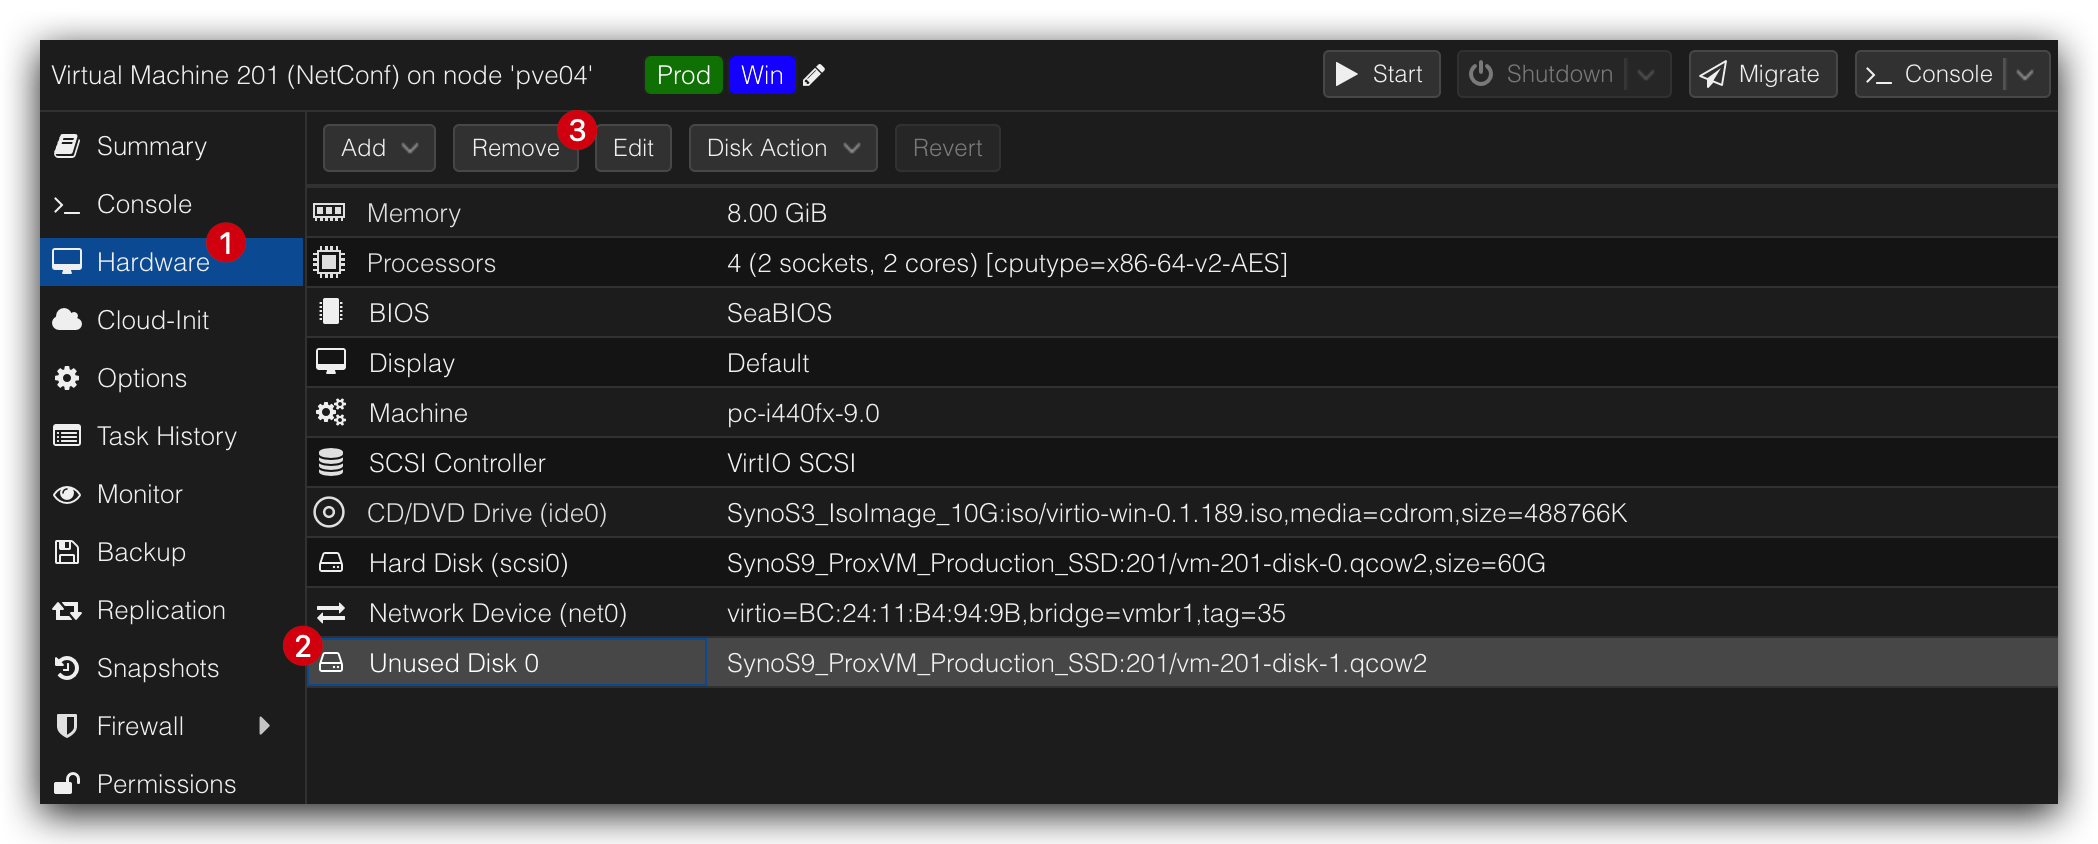 Virtual Machine 201 (NetConf) on node 'pve04' Prod Win Start Shutdown Migrate Console
Summary
Console
Hardware 1
Cloud-Init
Options
Task History
Monitor
Backup
Replication
Snapshots
Firewall
Permissions
Add Remove 3 Edit Disk Action Revert
Memory 8.00 GiB
Processors 4 (2 sockets, 2 cores) [cputype=x86-64-v2-AES]
BIOS SeaBIOS
Display Default
Machine pc-i440fx-9.0
SCSI Controller VirtIO SCSI
CD/DVD Drive (ide0) SynoS3_IsoImage_10G:iso/virtio-win-0.1.189.iso,media=cdrom,size=488766K
Hard Disk (scsi0) SynoS9_ProxVM_Production_SSD:201/vm-201-disk-0.qcow2,size=60G
Network Device (net0) virtio=BC:24:11:B4:94:9B,bridge=vmbr1,tag=35
2 Unused Disk 0 SynoS9_ProxVM_Production_SSD:201/vm-201-disk-1.qcow2